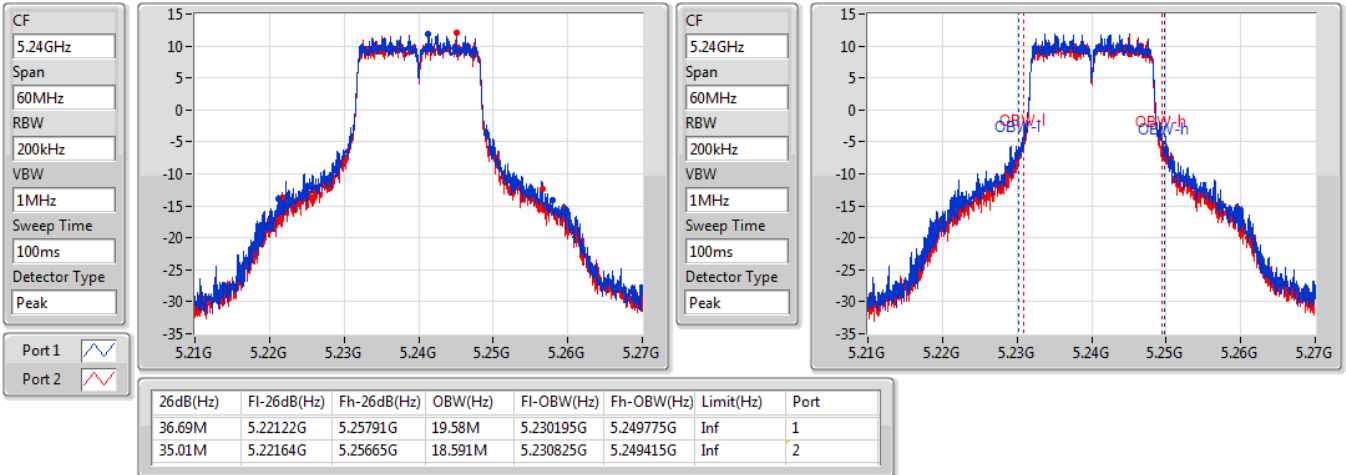 CF
5.24GHz
Span
60MHz
RBW
200kHz
VBW
1MHz
Sweep Time
100ms
Detector Type
Peak
Port 1
Port 2
15
10
5
0
-5
-10
-15
-20
-25
-30
-35
5.21G 5.22G 5.23G 5.24G 5.25G 5.26G 5.27G
CF
5.24GHz
Span
60MHz
RBW
200kHz
VBW
1MHz
Sweep Time
100ms
Detector Type
Peak
15
10
5
0
-5
-10
-15
-20
-25
-30
-35
OBW-l OBW-h
OBW-l OBW-h
5.21G 5.22G 5.23G 5.24G 5.25G 5.26G 5.27G
26dB(Hz) Fl-26dB(Hz) Fh-26dB(Hz) OBW(Hz) Fl-OBW(Hz) Fh-OBW(Hz) Limit(Hz) Port
36.69M 5.22122G 5.25791G 19.58M 5.230195G 5.249775G Inf 1
35.01M 5.22164G 5.25665G 18.591M 5.230825G 5.249415G Inf 2